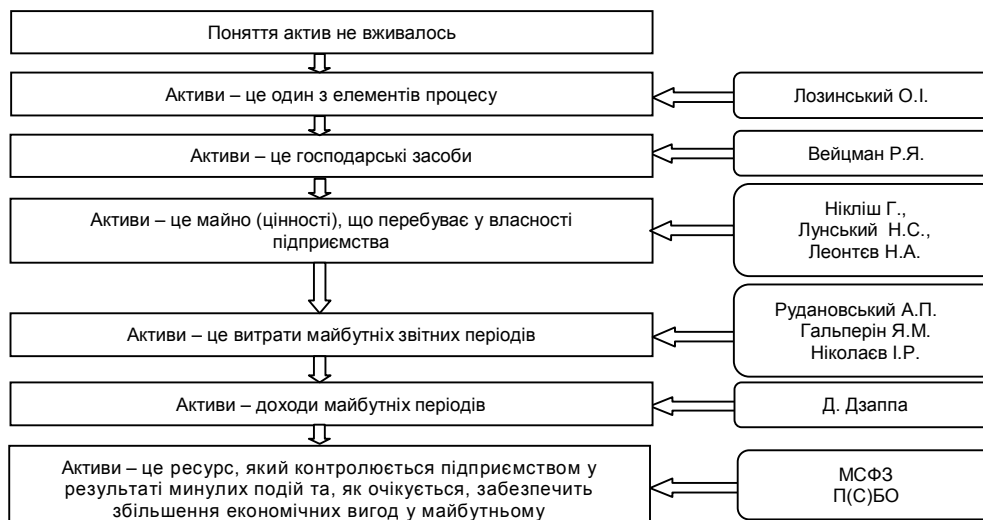 Поняття актив не вживалось
Активи – це один з елементів процесу
Лозинський О.І.
Активи – це господарські засоби
Вейцман Р.Я.
Активи – це майно (цінності), що перебуває у власності
підприємства
Нікліш Г.,
Лунський Н.С.,
Леонтєв Н.А.
Активи – це витрати майбутніх звітних періодів
Рудановський А.П.
Гальперін Я.М.
Ніколаєв І.Р.
Активи – доходи майбутніх періодів
Д. Дзаппа
Активи – це ресурс, який контролюється підприємством у
результаті минулих подій та, як очікується, забезпечить
збільшення економічних вигод у майбутньому
МСФЗ
П(С)БО